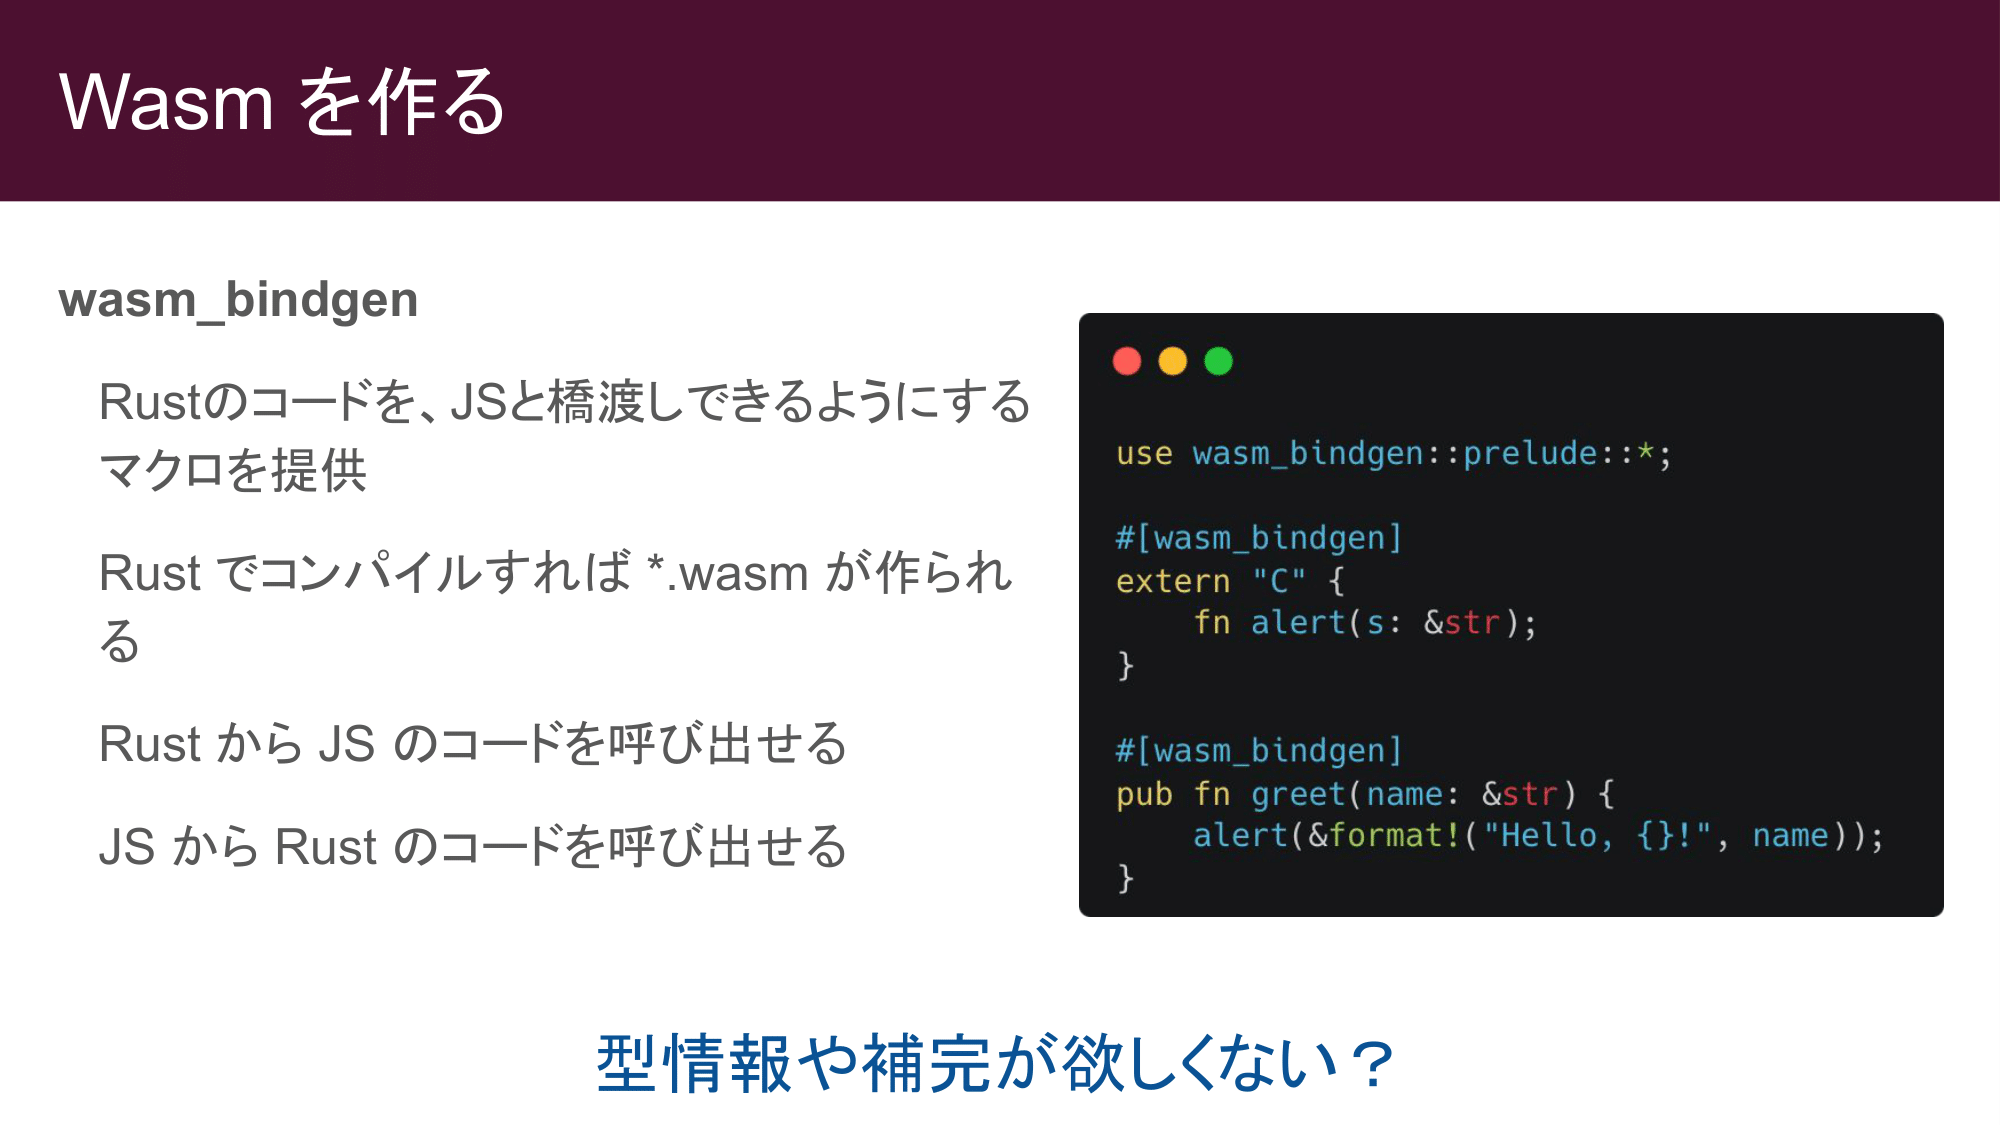 Wasm を作る
wasm_bindgen
Rustのコードを、JSと橋渡しできるようにする
マクロを提供
Rust でコンパイルすれば *.wasm が作られ
る
Rust から JS のコードを呼び出せる
JS から Rust のコードを呼び出せる
use wasm_bindgen::prelude::*;
#[wasm_bindgen]
extern "C" {
    fn alert(s: &str);
}
#[wasm_bindgen]
pub fn greet(name: &str) {
    alert(&format!("Hello, {}!", name));
}
型情報や補完が欲しくない？